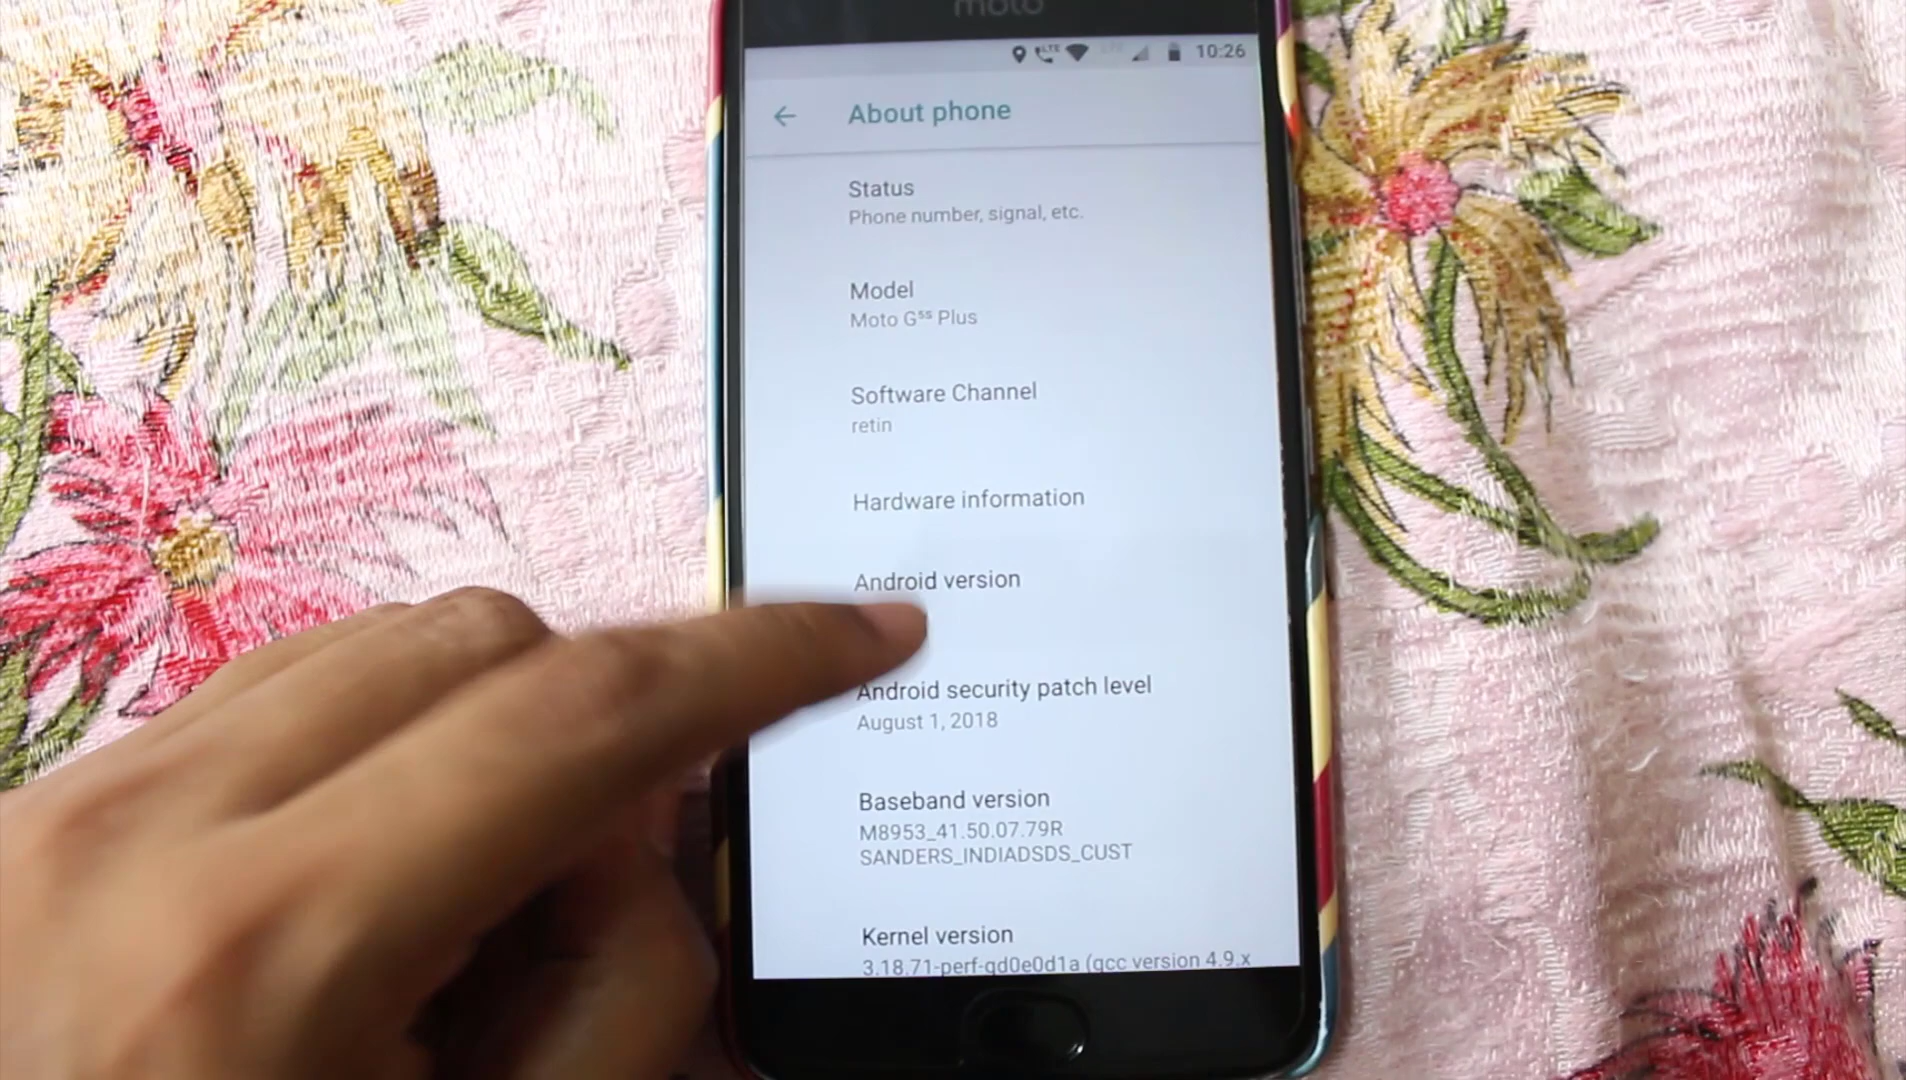 moto
LTE
10:26
About phone
Status
Phone number, signal, etc.
Model
Moto Gˢˢ Plus
Software Channel
retin
Hardware information
Android version
Android security patch level
August 1, 2018
Baseband version
M8953_41.50.07.79R
SANDERS_INDIADSDS_CUST
Kernel version
3.18.71-perf-gd0e0d1a (gcc version 4.9.x